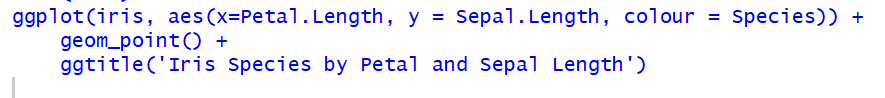 ggplot(iris, aes(x=Petal.Length, y = Sepal.Length, colour = Species)) +
    geom_point() +
    ggtitle('Iris Species by Petal and Sepal Length')